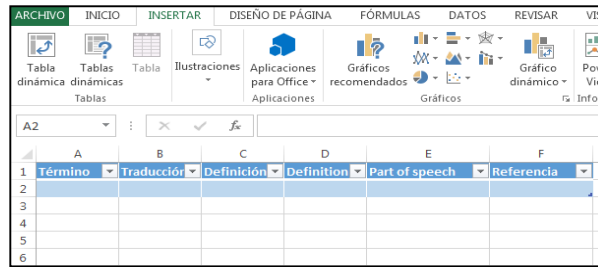 ARCHIVO INICIO INSERTAR DISEÑO DE PÁGINA FÓRMULAS DATOS REVISAR
Tabla dinámica
Tablas dinámicas
Tabla
Ilustraciones
Aplicaciones para Office
Gráficos recomendados
Gráfico dinámico
Tablas Aplicaciones Gráficos
A2 fx
A B C D E F
1 Término Traducción Definición Definition Part of speech Referencia
2
3
4
5
6